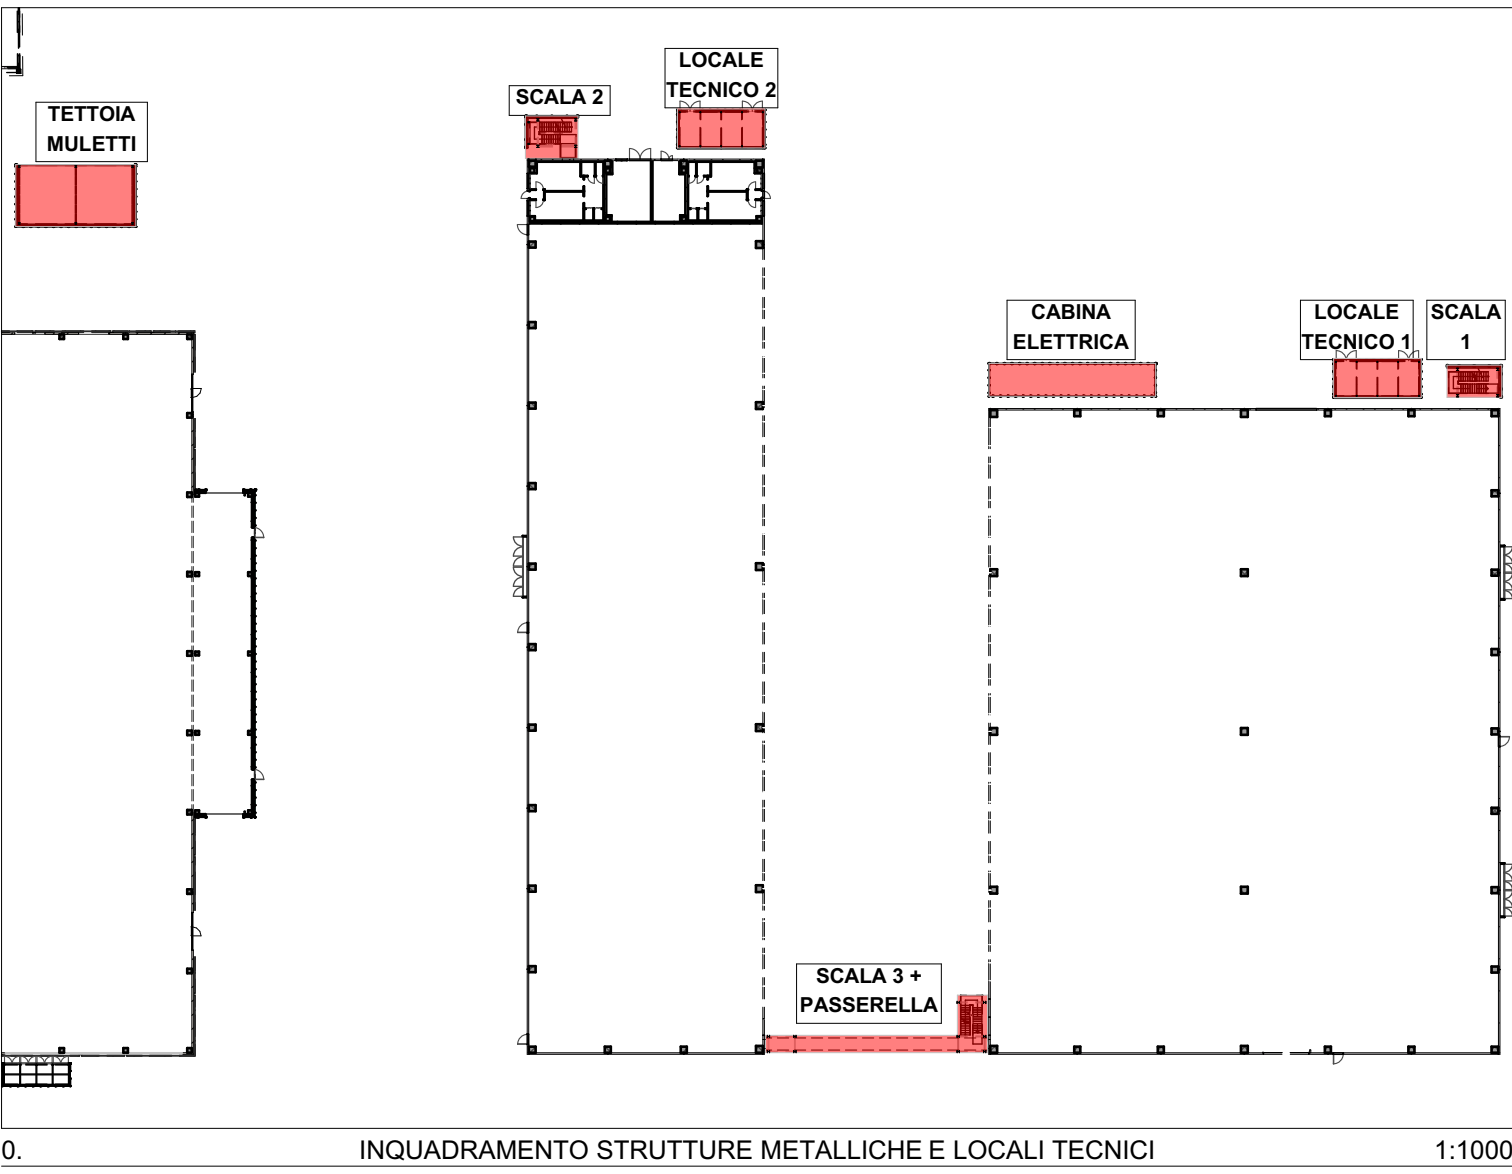 LOCALE
TECNICO 2
SCALA 2
TETTOIA
MULETTI
CABINA
ELETTRICA
LOCALE
TECNICO 1
SCALA
1
SCALA 3 +
PASSERELLA
0. INQUADRAMENTO STRUTTURE METALLICHE E LOCALI TECNICI 1:1000